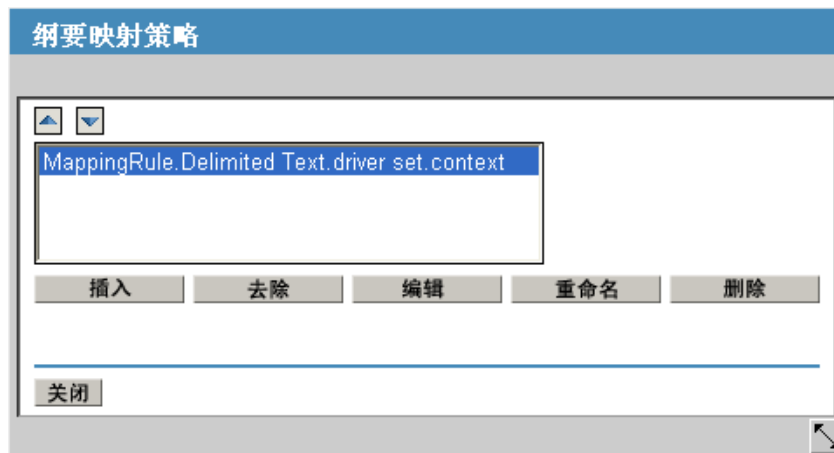 纲要映射策略
MappingRule.Delimited Text.driver set.context
插入 去除 编辑 重命名 删除
关闭